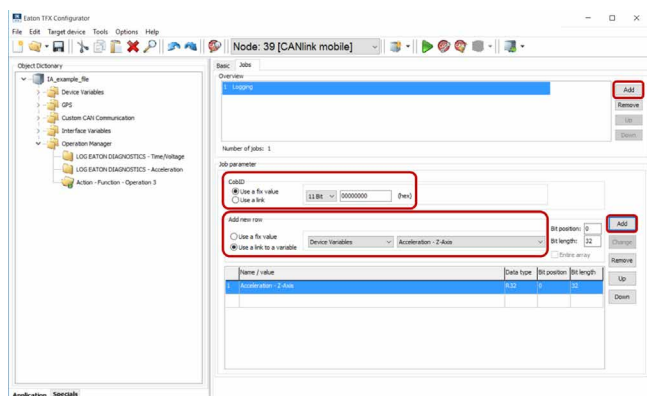 Eaton TFX Configurator
File Edit Target device Tools Options Help
Node: 39 [CANlink mobile]
Object Dictionary
IA_example_file
Device Variables
GPS
Custom CAN Communication
Interface Variables
Operation Manager
LOG EATON DIAGNOSTICS - Time/Voltage
LOG EATON DIAGNOSTICS - Acceleration
Action - Function - Operation 3
Application Specials
Basic Jobs
Overview
1 Logging
Add
Remove
Up
Down
Number of jobs: 1
Job parameter
CobID
Use a fix value
Use a link
11 Bit 00000000 (hex)
Add new row
Use a fix value
Use a link to a variable
Device Variables Acceleration - Z-Axis
Bit position: 0
Bit length: 32
Entire array
Add
Change
Remove
Up
Down
Name / value Data type Bit position Bit length
1 Acceleration - Z-Axis R32 0 32